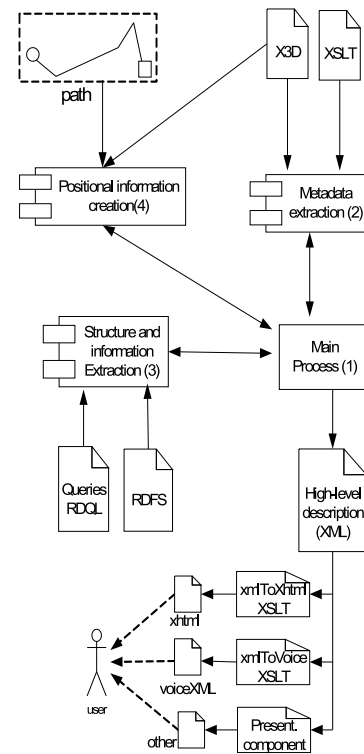 X3D
XSLT
path
Positional information
creation(4)
Metadata
extraction (2)
Structure and
information
Extraction (3)
Main
Process (1)
Queries
RDQL
RDFS
High-level
description
(XML)
xmlToXhtml
XSLT
xhtml
xmlToVoice
XSLT
voiceXML
user
Present.
component
other